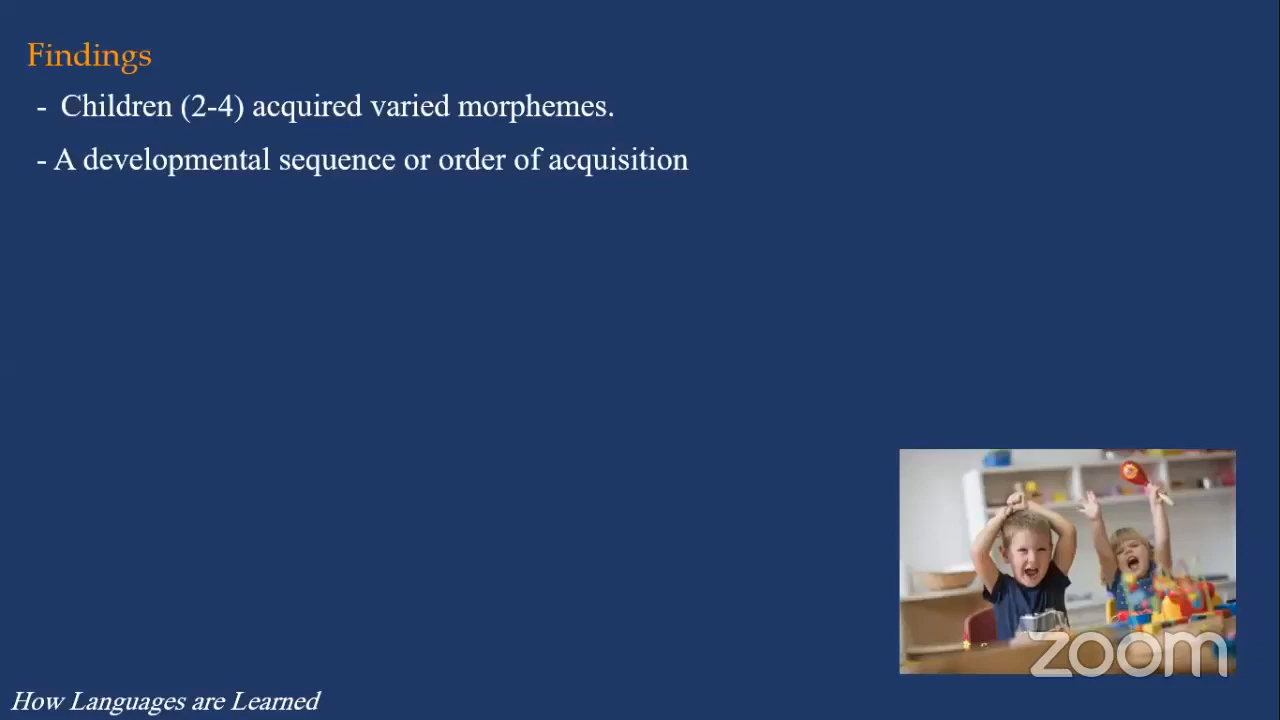 Findings
- Children (2-4) acquired varied morphemes.
- A developmental sequence or order of acquisition
zoom
How Languages are Learned